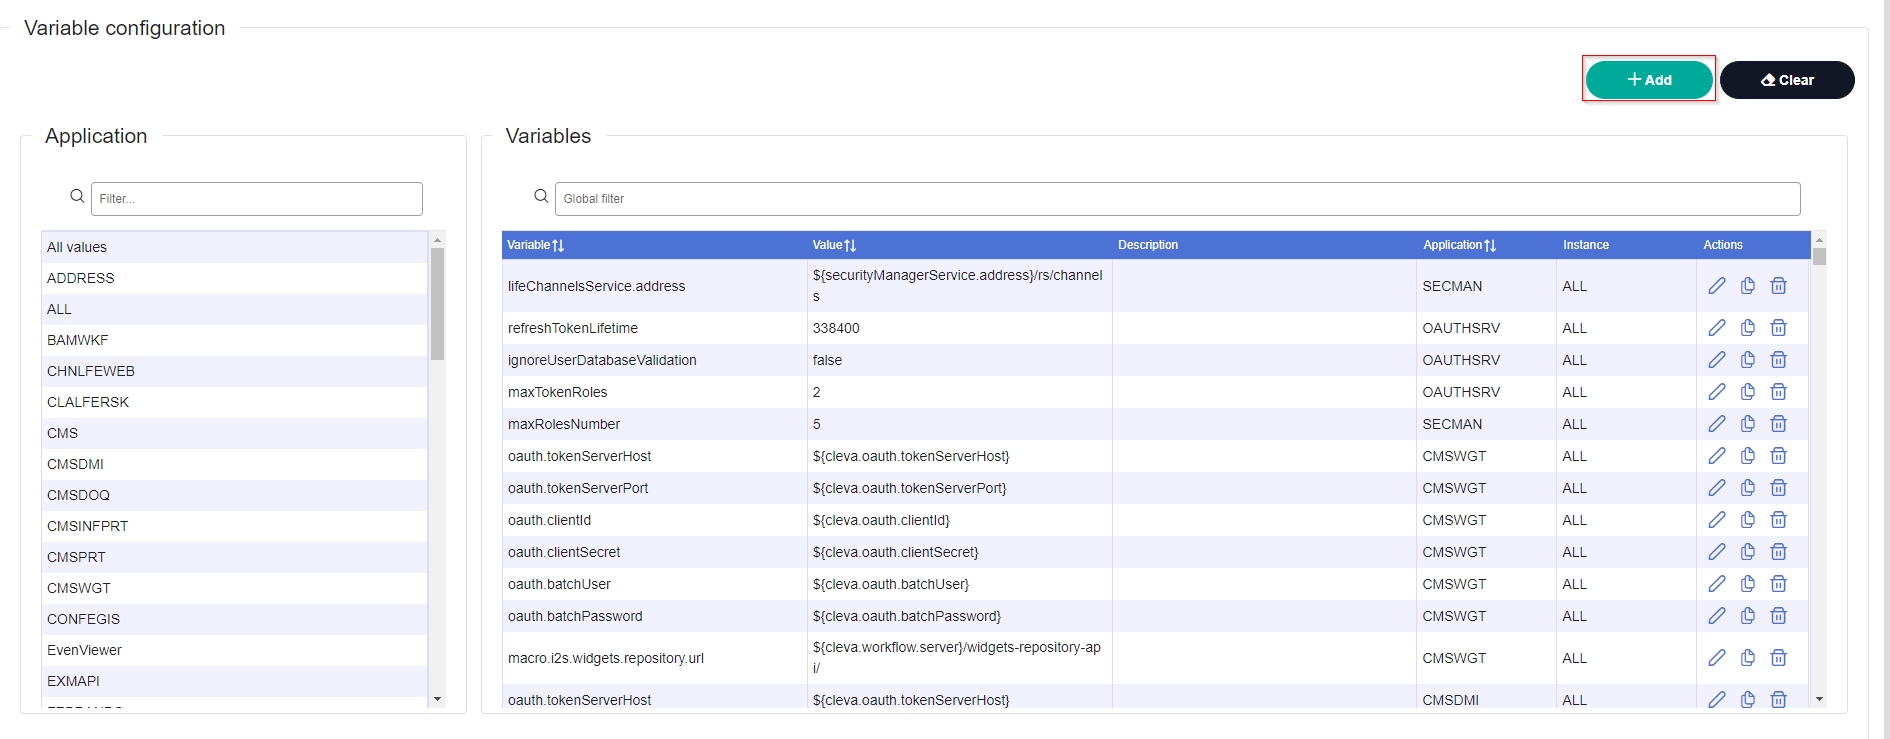 Variable configuration
Add
Clear
Application
Filter...
All values
ADDRESS
ALL
BAMWKF
CHNLFEWEB
CLALFERSK
CMS
CMSDMI
CMSDOQ
CMSINFPRT
CMSPRT
CMSWGT
CONFEGIS
EvenViewer
EXMAPI
Variables
Global filter
Variable Value Description Application Instance Actions
lifeChannelsService.address ${securityManagerService.address}/rs/channel
s SECMAN ALL
refreshTokenLifetime 338400 OAUTHSRV ALL
ignoreUserDatabaseValidation false OAUTHSRV ALL
maxTokenRoles 2 OAUTHSRV ALL
maxRolesNumber 5 SECMAN ALL
oauth.tokenServerHost ${cleva.oauth.tokenServerHost} CMSWGT ALL
oauth.tokenServerPort ${cleva.oauth.tokenServerPort} CMSWGT ALL
oauth.clientId ${cleva.oauth.clientId} CMSWGT ALL
oauth.clientSecret ${cleva.oauth.clientSecret} CMSWGT ALL
oauth.batchUser ${cleva.oauth.batchUser} CMSWGT ALL
oauth.batchPassword ${cleva.oauth.batchPassword} CMSWGT ALL
macro.i2s.widgets.repository.url ${cleva.workflow.server}/widgets-repository-ap
i/ CMSWGT ALL
oauth.tokenServerHost ${cleva.oauth.tokenServerHost} CMSDMI ALL